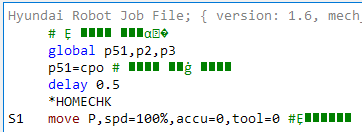 Hyundai Robot Job File; { version: 1.6, mech_
#
global p51,p2,p3
p51=cpo #
delay 0.5
*HOMECHK
S1 move P,spd=100%,accu=0,tool=0 #